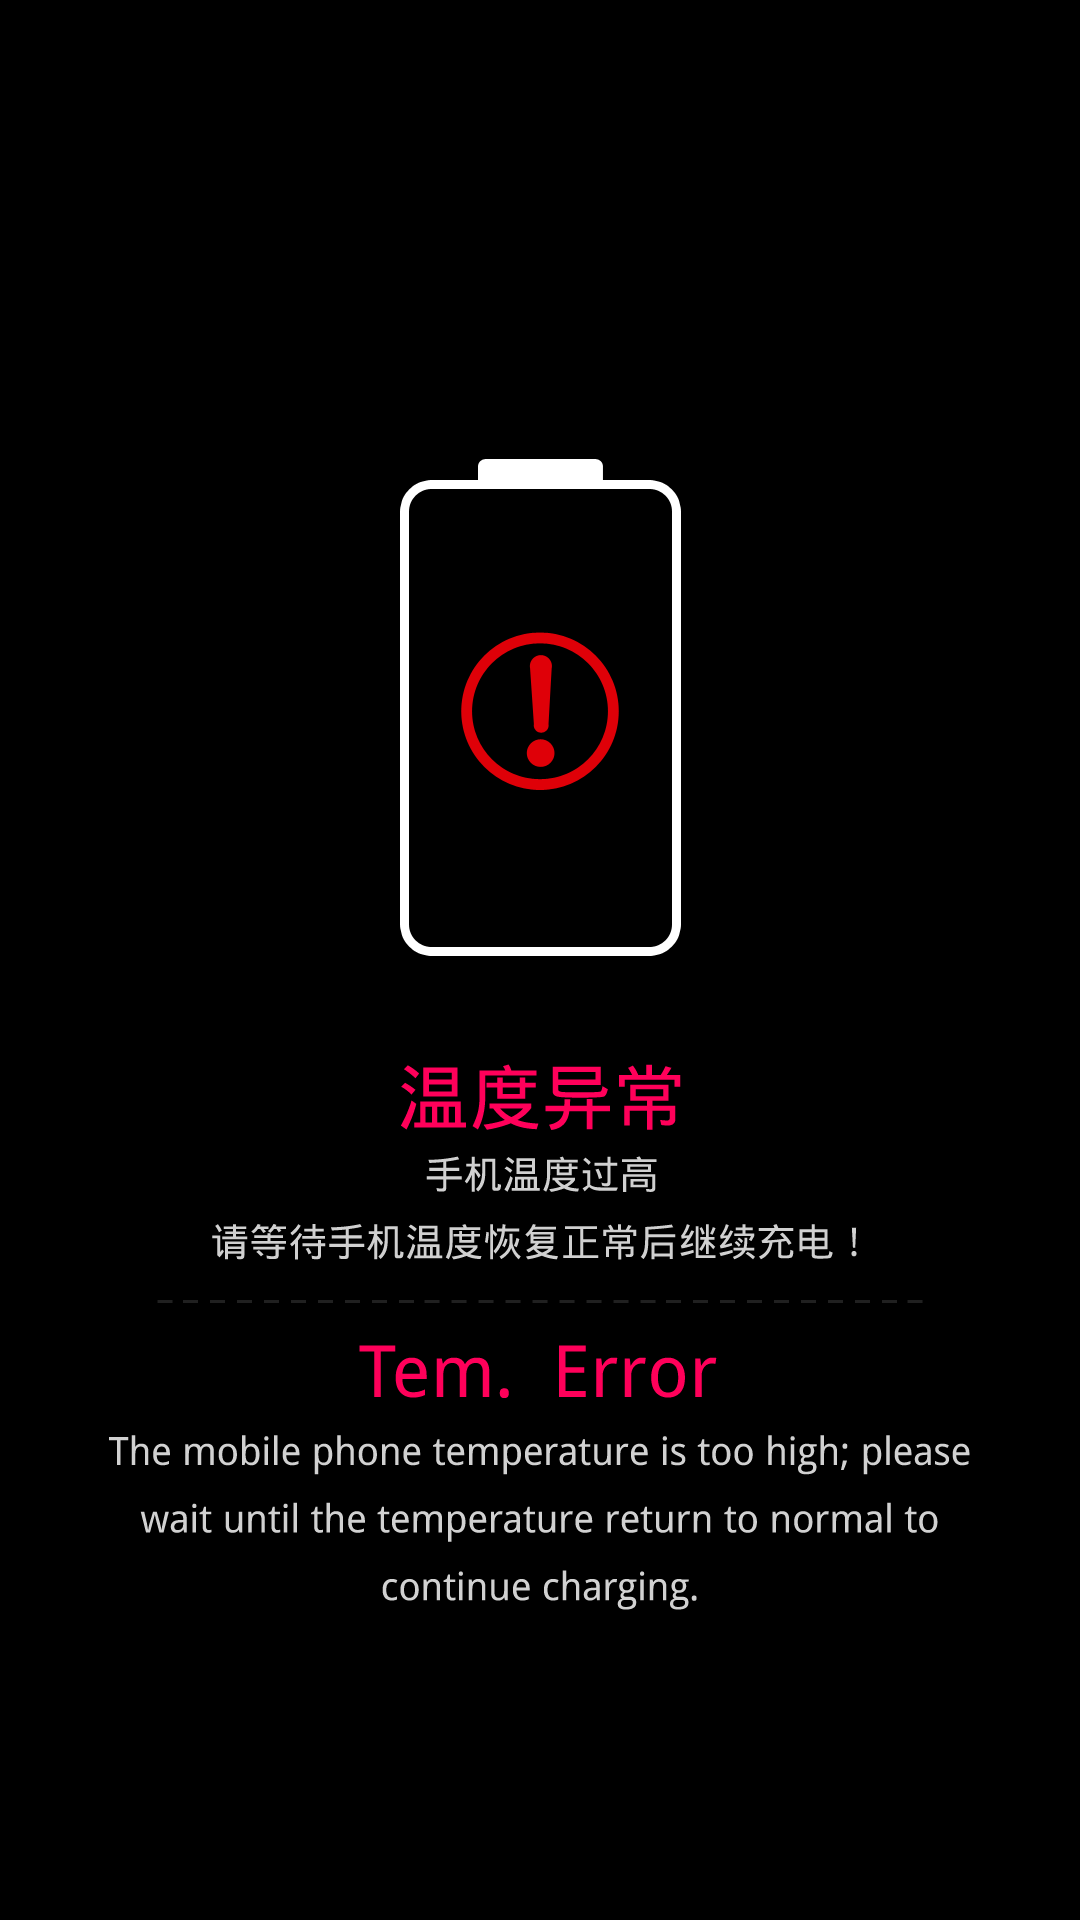 温度异常
手机温度过高
请等待手机温度恢复正常后继续充电！
Tem. Error
The mobile phone temperature is too high; please
wait until the temperature return to normal to
continue charging.